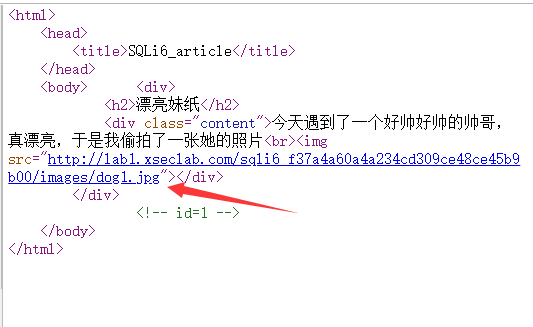 <html>
<head>
<title>SQLi6_article</title>
</head>
<body> <div>
<h2>漂亮妹纸</h2>
<div class="content">今天遇到了一个好帅好帅的帅哥，
真漂亮，于是我偷拍了一张她的照片<br><img
src="http://lab1.xseclab.com/sqli6_f37a4a60a4a234cd309ce48ce45b9
b00/images/dog1.jpg"></div>
</div>
<!-- id=1 -->
</body>
</html>